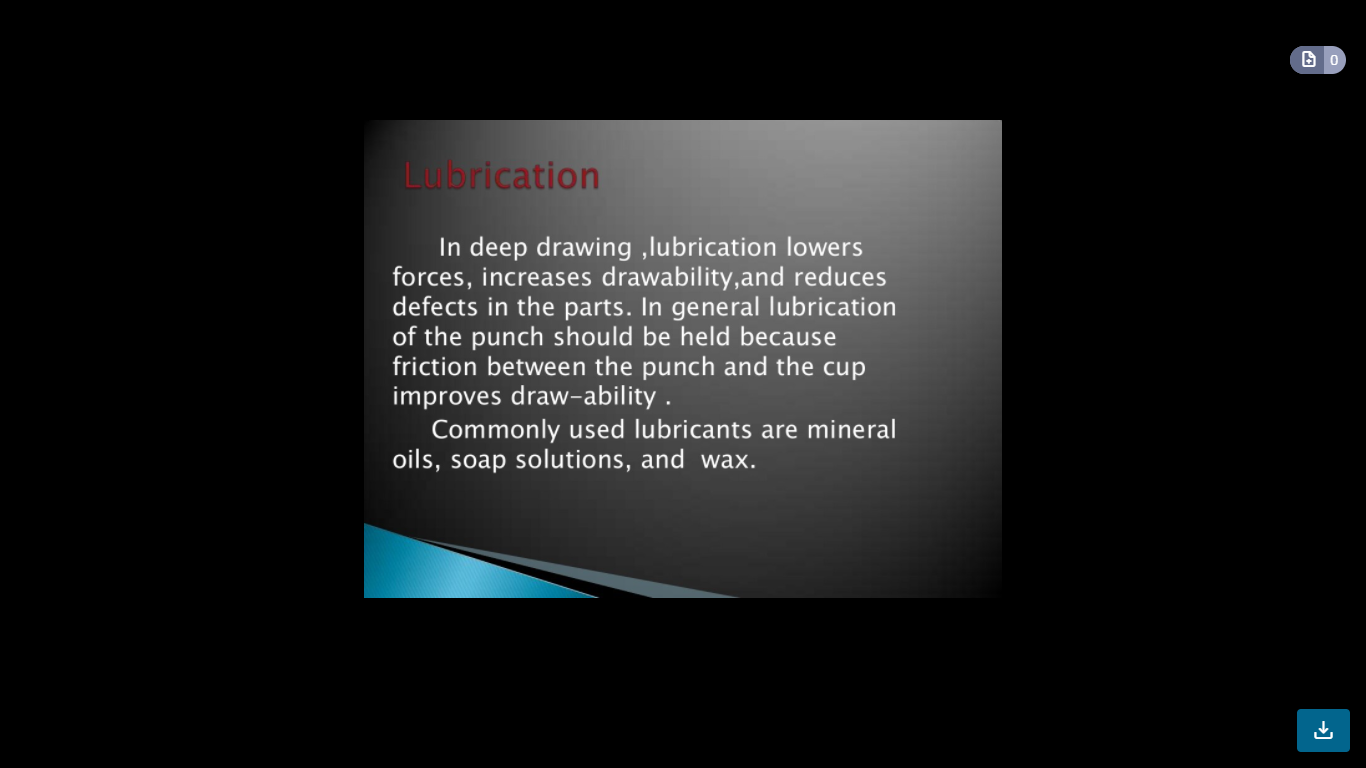 0
Lubrication
In deep drawing ,lubrication lowers
forces, increases drawability,and reduces
defects in the parts. In general lubrication
of the punch should be held because
friction between the punch and the cup
improves draw-ability .
Commonly used lubricants are mineral
oils, soap solutions, and  wax.